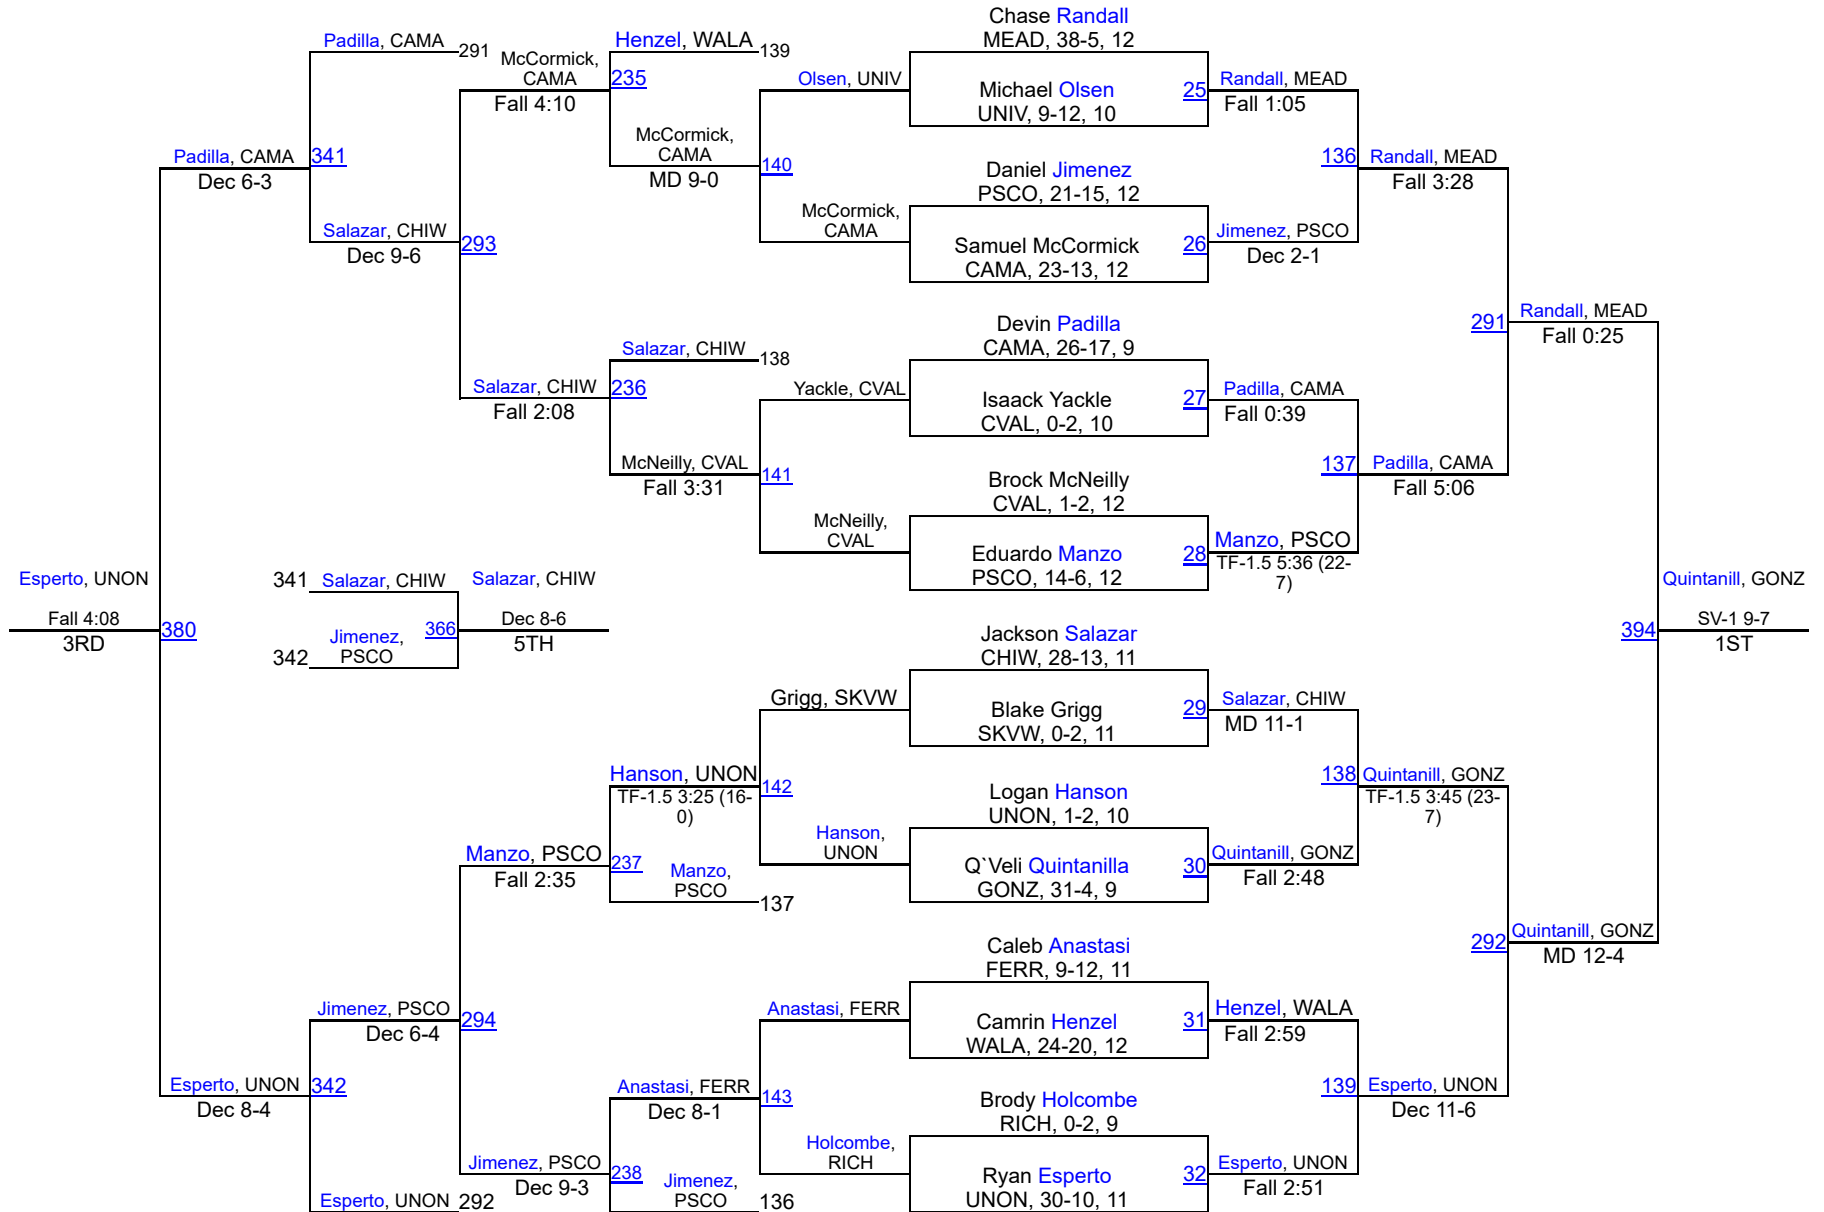 Chase Randall
MEAD, 38-5, 12
Michael Olsen
UNIV, 9-12, 10
25
Daniel Jimenez
PSCO, 21-15, 12
Samuel McCormick
CAMA, 23-13, 12
26
Devin Padilla
CAMA, 26-17, 9
Isaack Yackle
CVAL, 0-2, 10
27
Brock McNeilly
CVAL, 1-2, 12
Eduardo Manzo
PSCO, 14-6, 12
28
Jackson Salazar
CHIW, 28-13, 11
Blake Grigg
SKVW, 0-2, 11
29
Logan Hanson
UNON, 1-2, 10
Q`Veli Quintanilla
GONZ, 31-4, 9
30
Caleb Anastasi
FERR, 9-12, 11
Camrin Henzel
WALA, 24-20, 12
31
Brody Holcombe
RICH, 0-2, 9
Ryan Esperto
UNON, 30-10, 11
32
Randall, MEAD
Fall 1:05
136
Jimenez, PSCO
Dec 2-1
Padilla, CAMA
Fall 0:39
137
Manzo, PSCO
TF-1.5 5:36 (22-
7)
Salazar, CHIW
MD 11-1
138
Quintanill, GONZ
Fall 2:48
Henzel, WALA
Fall 2:59
139
Esperto, UNON
Fall 2:51
Randall, MEAD
Fall 3:28
291
Padilla, CAMA
Fall 5:06
Quintanill, GONZ
TF-1.5 3:45 (23-
7)
292
Esperto, UNON
Dec 11-6
Randall, MEAD
Fall 0:25
394
Quintanill, GONZ
MD 12-4
Quintanill, GONZ
SV-1 9-7
1ST
Olsen, UNIV
140
McCormick,
CAMA
Yackle, CVAL
141
McNeilly,
CVAL
Grigg, SKVW
142
Hanson,
UNON
Anastasi, FERR
143
Holcombe,
RICH
Henzel, WALA
139
235
McCormick,
CAMA
MD 9-0
Salazar, CHIW
138
236
McNeilly, CVAL
Fall 3:31
Hanson, UNON
TF-1.5 3:25 (16-
0)
237
Manzo,
PSCO
137
Anastasi, FERR
Dec 8-1
238
Jimenez,
PSCO
136
McCormick,
CAMA
Fall 4:10
293
Salazar, CHIW
Fall 2:08
Manzo, PSCO
Fall 2:35
294
Jimenez, PSCO
Dec 9-3
Padilla, CAMA
291
341
Salazar, CHIW
Dec 9-6
Jimenez, PSCO
Dec 6-4
342
Esperto, UNON
292
Padilla, CAMA
Dec 6-3
380
Esperto, UNON
Dec 8-4
Esperto, UNON
Fall 4:08
3RD
341
Salazar, CHIW
342
Jimenez,
PSCO
366
Salazar, CHIW
Dec 8-6
5TH